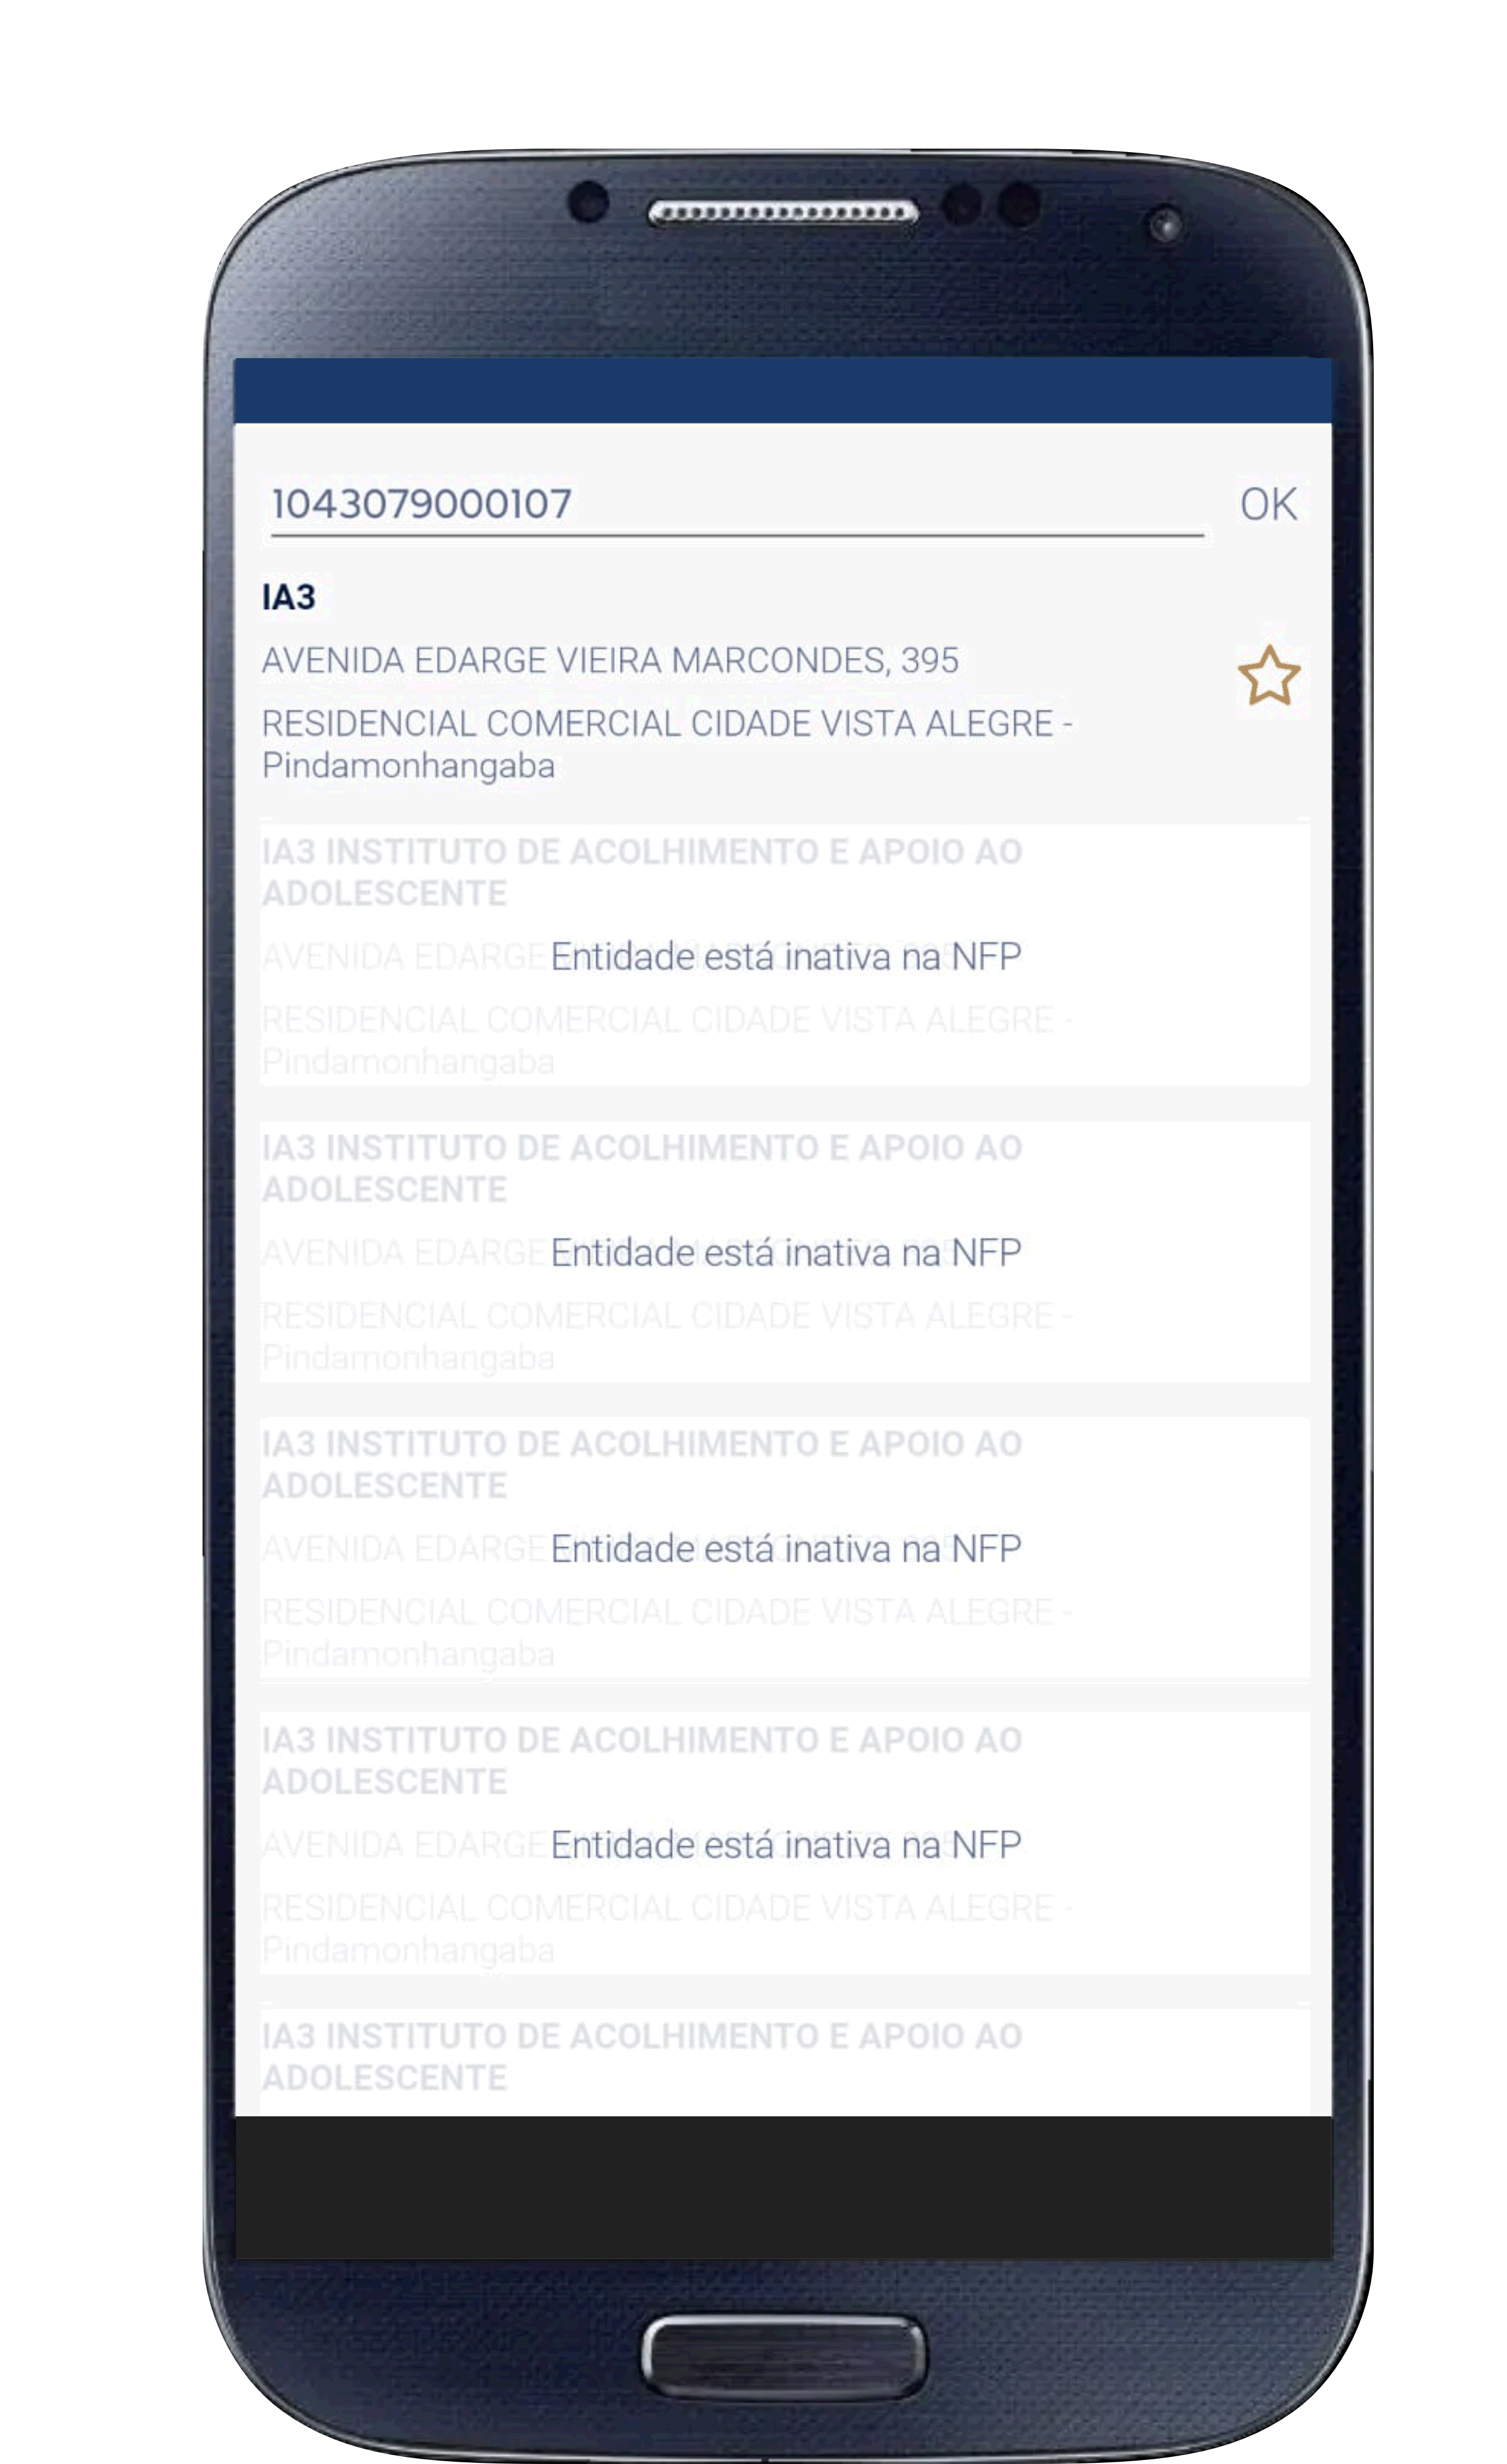 1043079000107 OK
IA3
AVENIDA EDARGE VIEIRA MARCONDES, 395
RESIDENCIAL COMERCIAL CIDADE VISTA ALEGRE -
Pindamonhangaba
IA3 INSTITUTO DE ACOLHIMENTO E APOIO AO
ADOLESCENTE
AVENIDA EDARGE Entidade está inativa na NFP
RESIDENCIAL COMERCIAL CIDADE VISTA ALEGRE -
Pindamonhangaba
IA3 INSTITUTO DE ACOLHIMENTO E APOIO AO
ADOLESCENTE
AVENIDA EDARGE Entidade está inativa na NFP
RESIDENCIAL COMERCIAL CIDADE VISTA ALEGRE -
Pindamonhangaba
IA3 INSTITUTO DE ACOLHIMENTO E APOIO AO
ADOLESCENTE
AVENIDA EDARGE Entidade está inativa na NFP
RESIDENCIAL COMERCIAL CIDADE VISTA ALEGRE -
Pindamonhangaba
IA3 INSTITUTO DE ACOLHIMENTO E APOIO AO
ADOLESCENTE
AVENIDA EDARGE Entidade está inativa na NFP
RESIDENCIAL COMERCIAL CIDADE VISTA ALEGRE -
Pindamonhangaba
IA3 INSTITUTO DE ACOLHIMENTO E APOIO AO
ADOLESCENTE